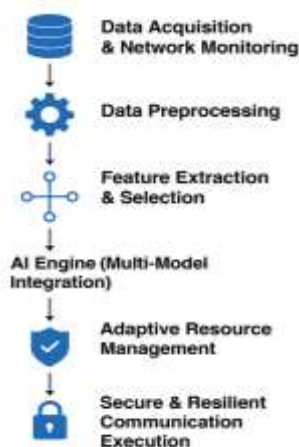 Data Acquisition
& Network Monitoring
Data Preprocessing
Feature Extraction
& Selection
AI Engine (Multi-Model
Integration)
Adaptive Resource
Management
Secure & Resilient
Communication
Execution